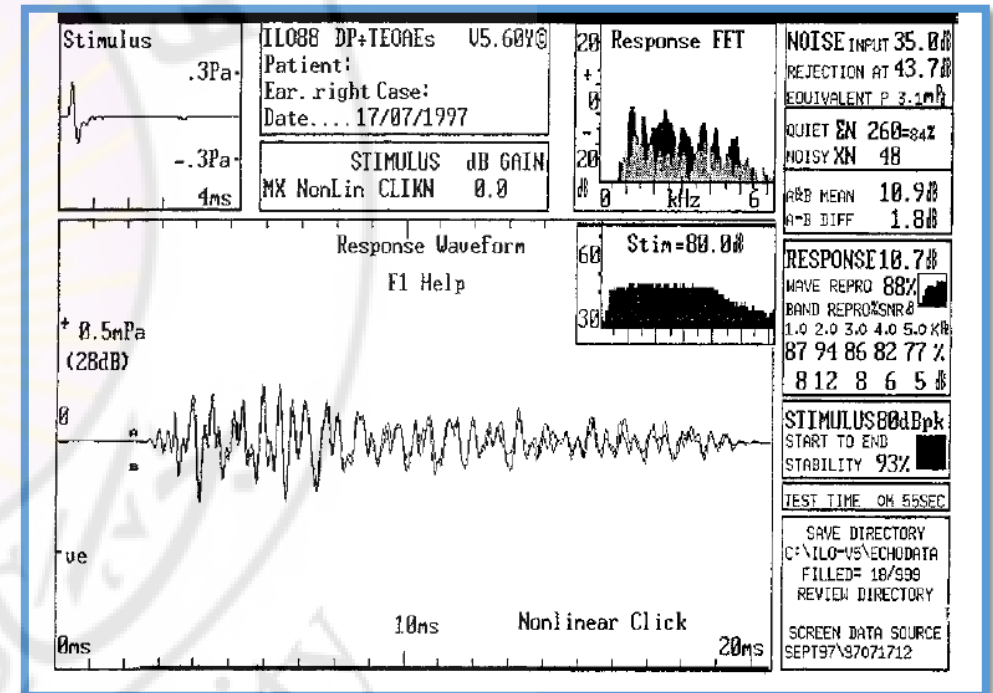 Stimulus
.3Pa
-.3Pa
4ms
ILO88 DP+TEOAEs V5.60Y©
Patient:
Ear. right Case:
Date.... 17/07/1997
STIMULUS dB GAIN
MX NonLin CLIKN 0.0
20 Response FFT
+
0
-
20
dB 0 kHz 6
NOISE INPUT 35.0dB
REJECTION AT 43.7dB
EQUIVALENT P 3.1mPa
QUIET ΣN 260=84%
NOISY XN 48
A&B MEAN 10.9dB
A-B DIFF 1.8dB
Response Waveform
F1 Help
60 Stim=80.0dB
30
RESPONSE 10.7dB
WAVE REPRO 88%
BAND REPRO%SNRdB
1.0 2.0 3.0 4.0 5.0 KHz
87 94 86 82 77 %
8 12 8 6 5 dB
+ 0.5mPa
(28dB)
0
A
B
-ve
STIMULUS 80dBpk
START TO END
STABILITY 93%
TEST TIME 0M 55SEC
SAVE DIRECTORY
C:\ILO-V5\ECHODATA
FILLED= 18/999
REVIEW DIRECTORY
SCREEN DATA SOURCE
SEPT97\97071712
10ms Nonlinear Click
0ms 20ms